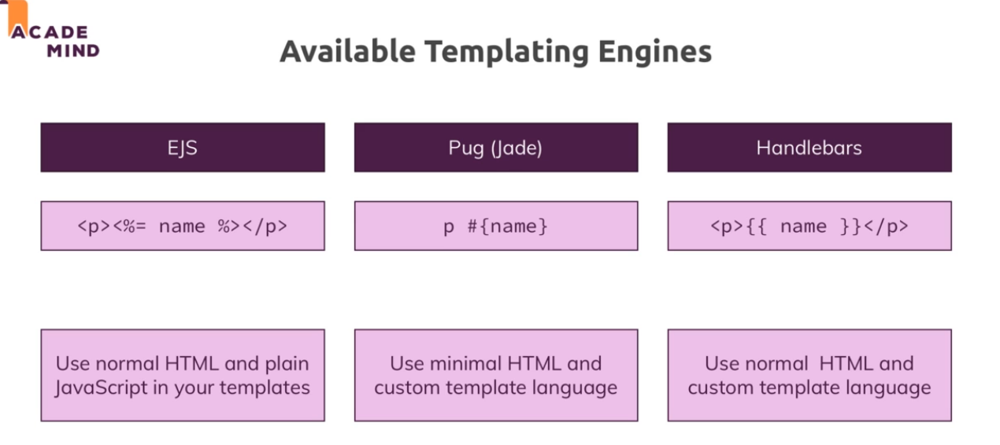 ACADE
MIND
Available Templating Engines
EJS
Pug (Jade)
Handlebars
<p><%= name %></p>
p #{name}
<p>{{ name }}</p>
Use normal HTML and plain
JavaScript in your templates
Use minimal HTML and
custom template language
Use normal  HTML and
custom template language